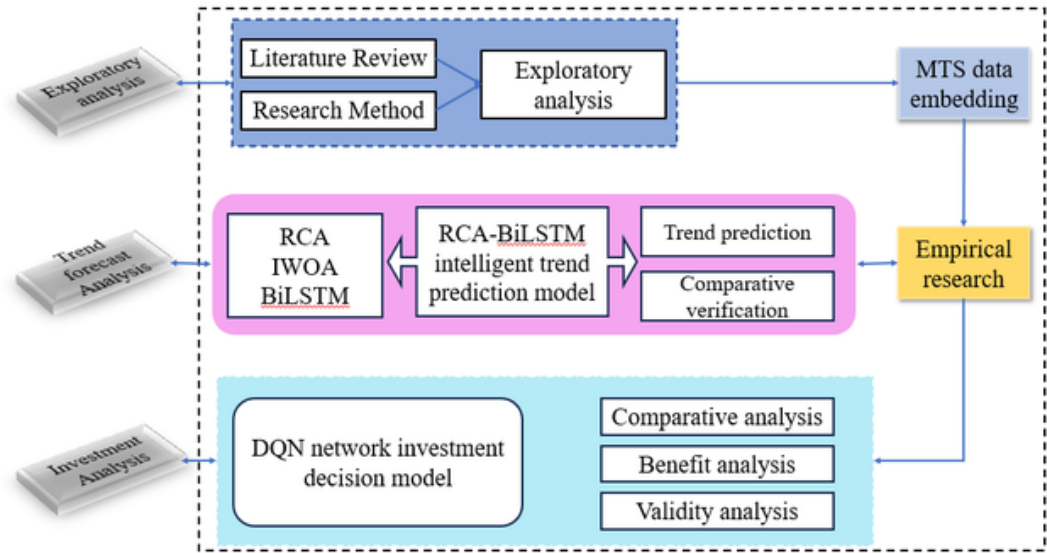 Exploratory
analysis
Literature Review
Research Method
Exploratory
analysis
MTS data
embedding
Trend
forecast
Analysis
RCA
IWOA
BiLSTM
RCA-BiLSTM
intelligent trend
prediction model
Trend prediction
Comparative
verification
Empirical
research
Investment
Analysis
DQN network investment
decision model
Comparative analysis
Benefit analysis
Validity analysis